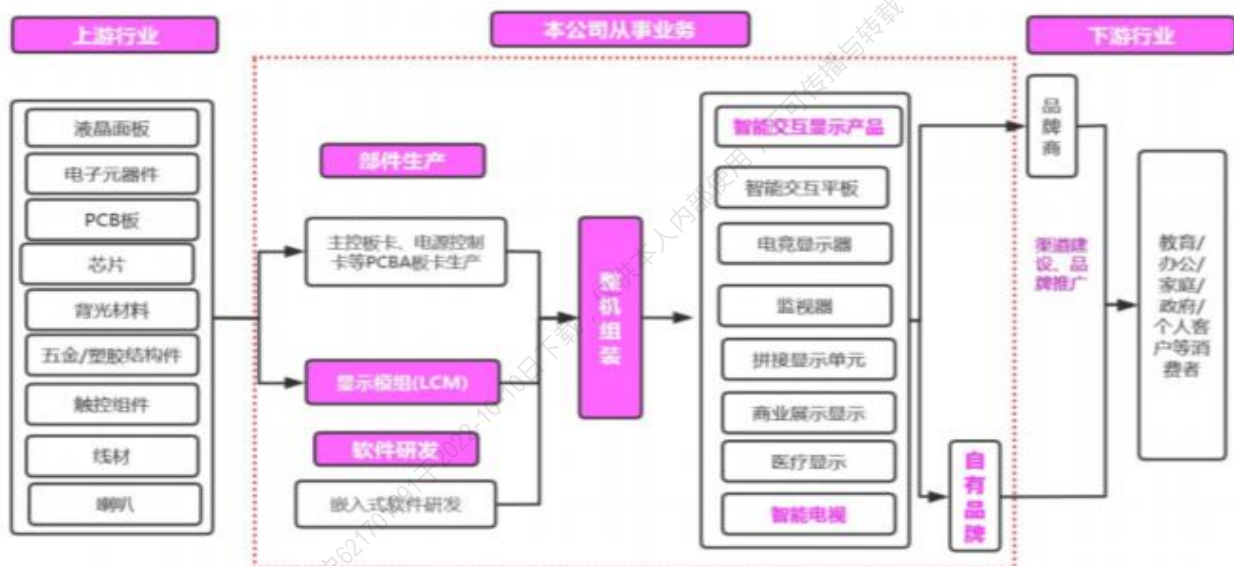 上游行业
本公司从事业务
下游行业
液晶面板
电子元器件
PCB板
芯片
背光材料
五金/塑胶结构件
触控组件
线材
喇叭
部件生产
主控板卡、电源控制
卡等PCBA板卡生产
显示模组(LCM)
软件研发
嵌入式软件研发
整机组装
智能交互显示产品
智能交互平板
电竞显示器
监视器
拼接显示单元
商业展示显示
医疗显示
智能电视
品牌商
渠道建
设、品
牌推广
自有品牌
教育/
办公/
家庭/
政府/
个人客
户等消
费者